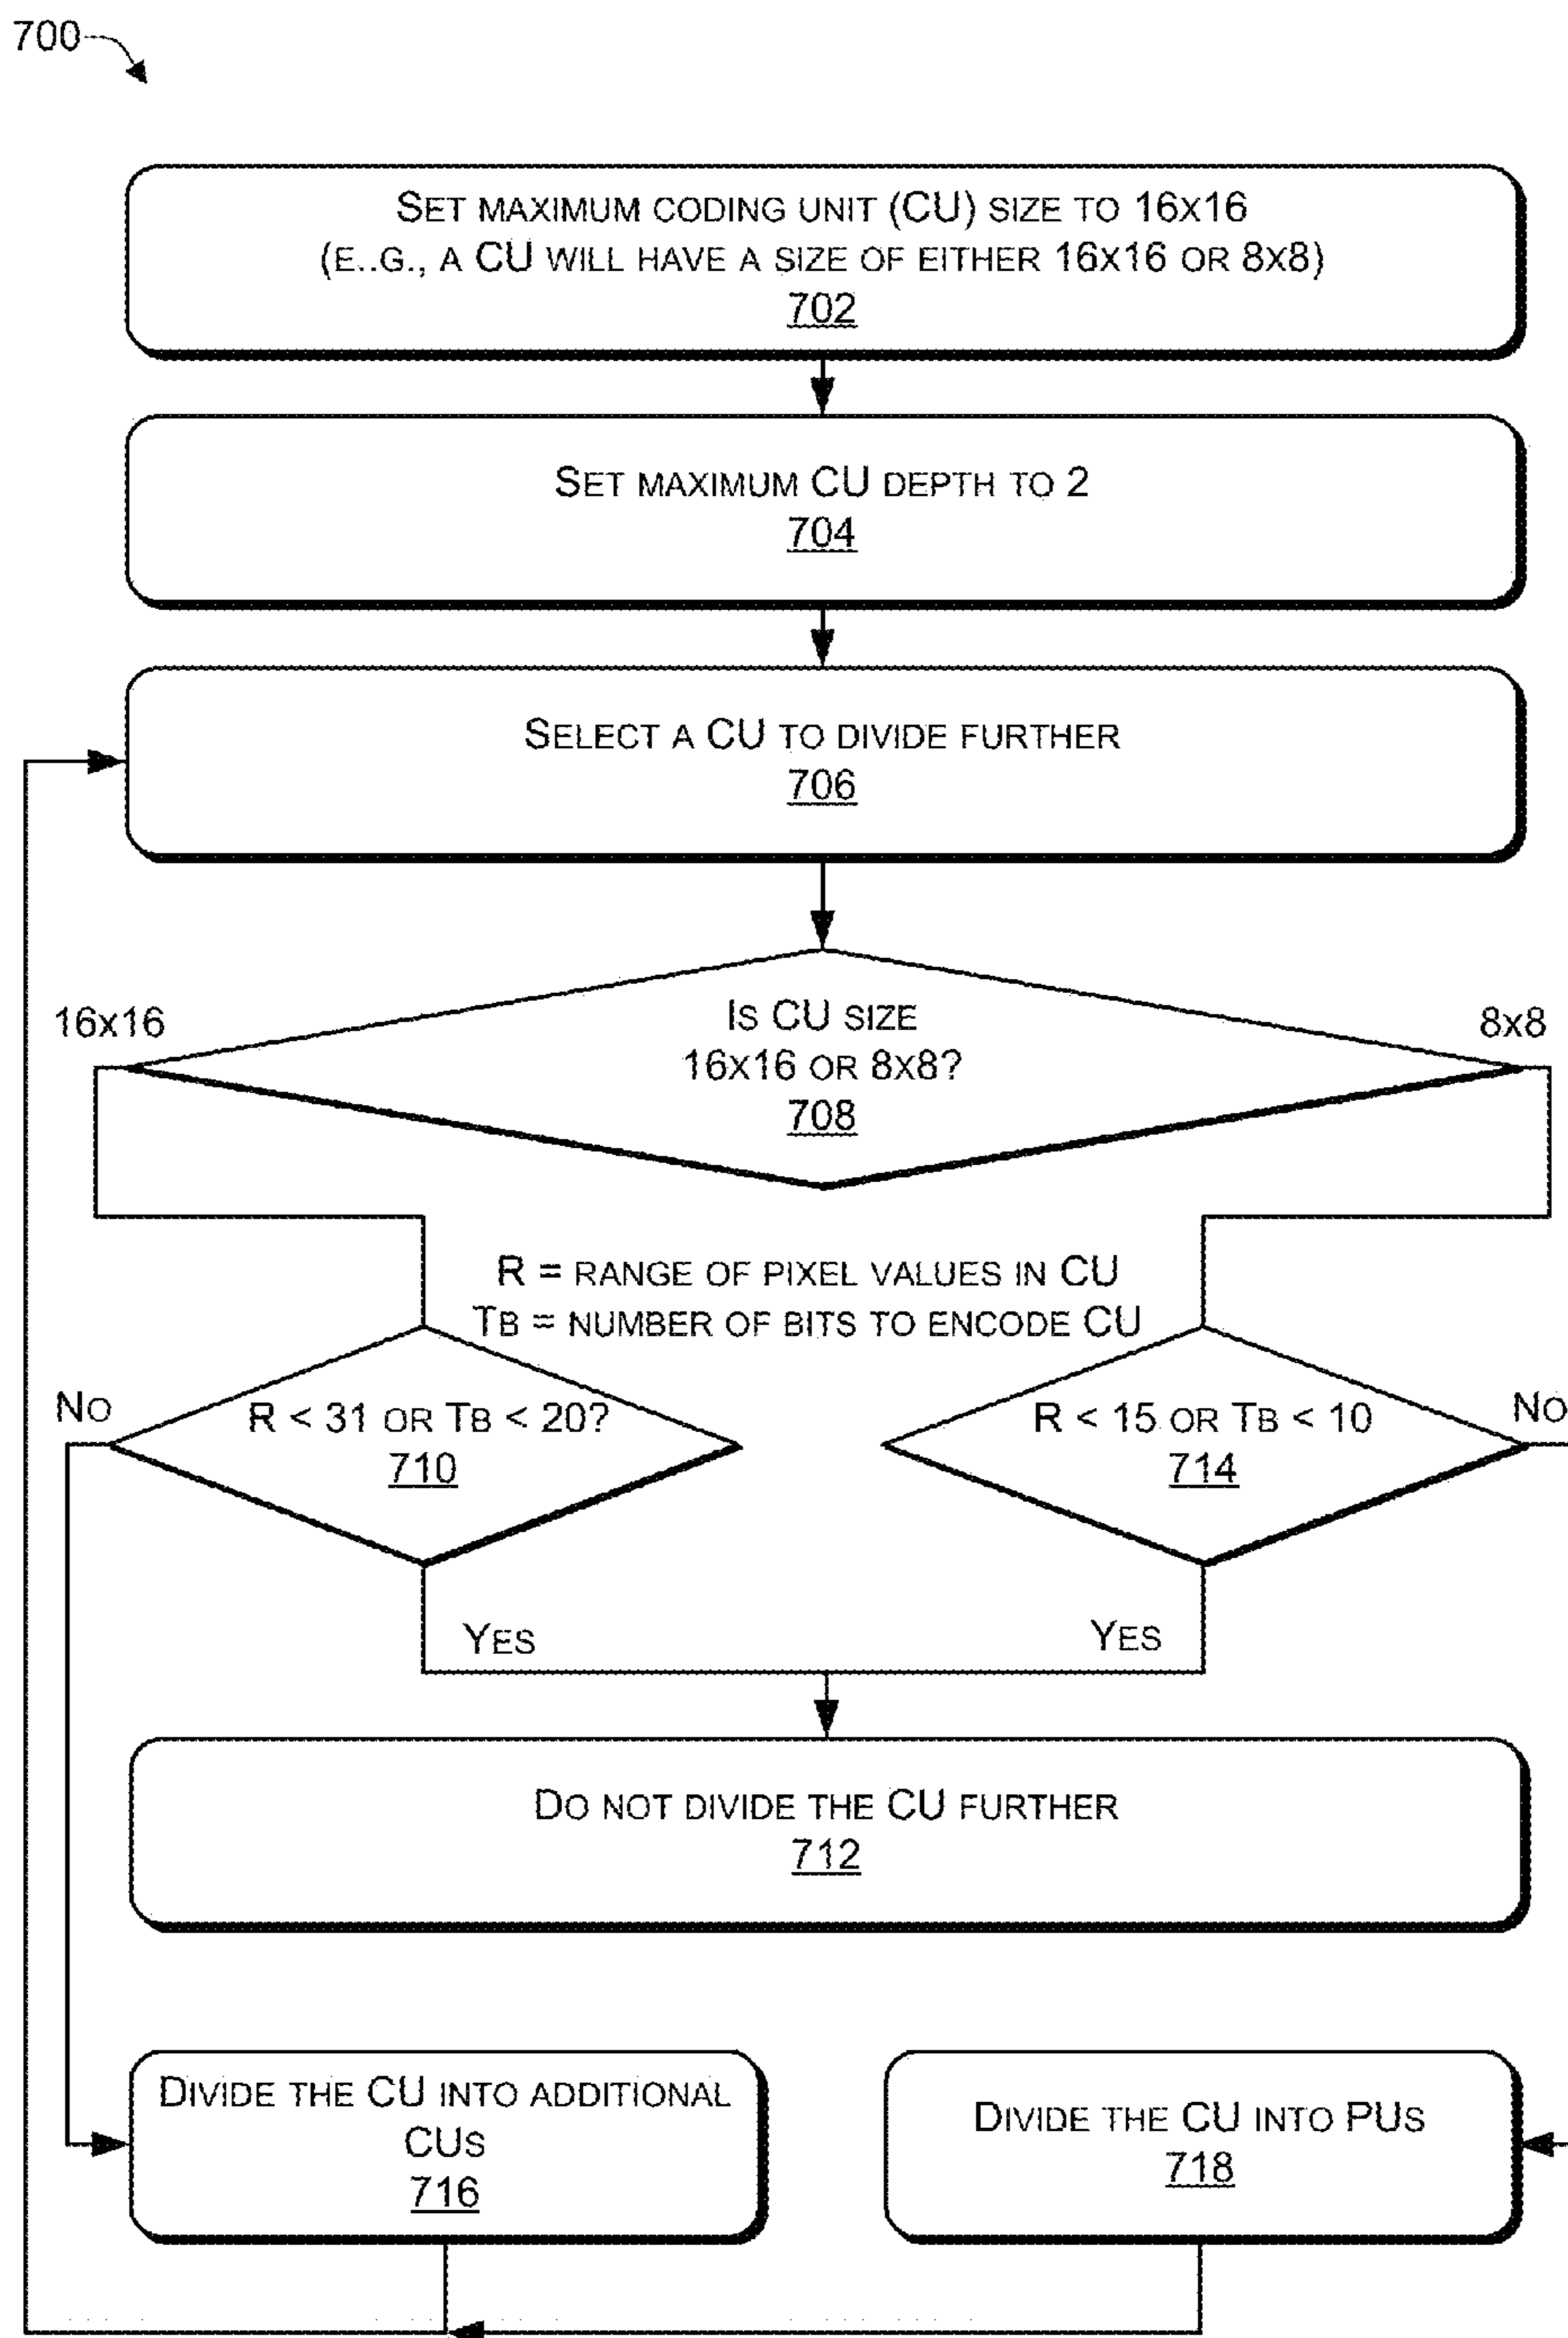 700
SET MAXIMUM CODING UNIT (CU) SIZE TO 16X16
(E..G., A CU WILL HAVE A SIZE OF EITHER 16X16 OR 8X8)
702
SET MAXIMUM CU DEPTH TO 2
704
SELECT A CU TO DIVIDE FURTHER
706
16x16
IS CU SIZE
16X16 OR 8X8?
708
8x8
R = RANGE OF PIXEL VALUES IN CU
TB = NUMBER OF BITS TO ENCODE CU
NO
R < 31 OR TB < 20?
710
R < 15 OR TB < 10
714
NO
YES
YES
DO NOT DIVIDE THE CU FURTHER
712
DIVIDE THE CU INTO ADDITIONAL
CUS
716
DIVIDE THE CU INTO PUS
718